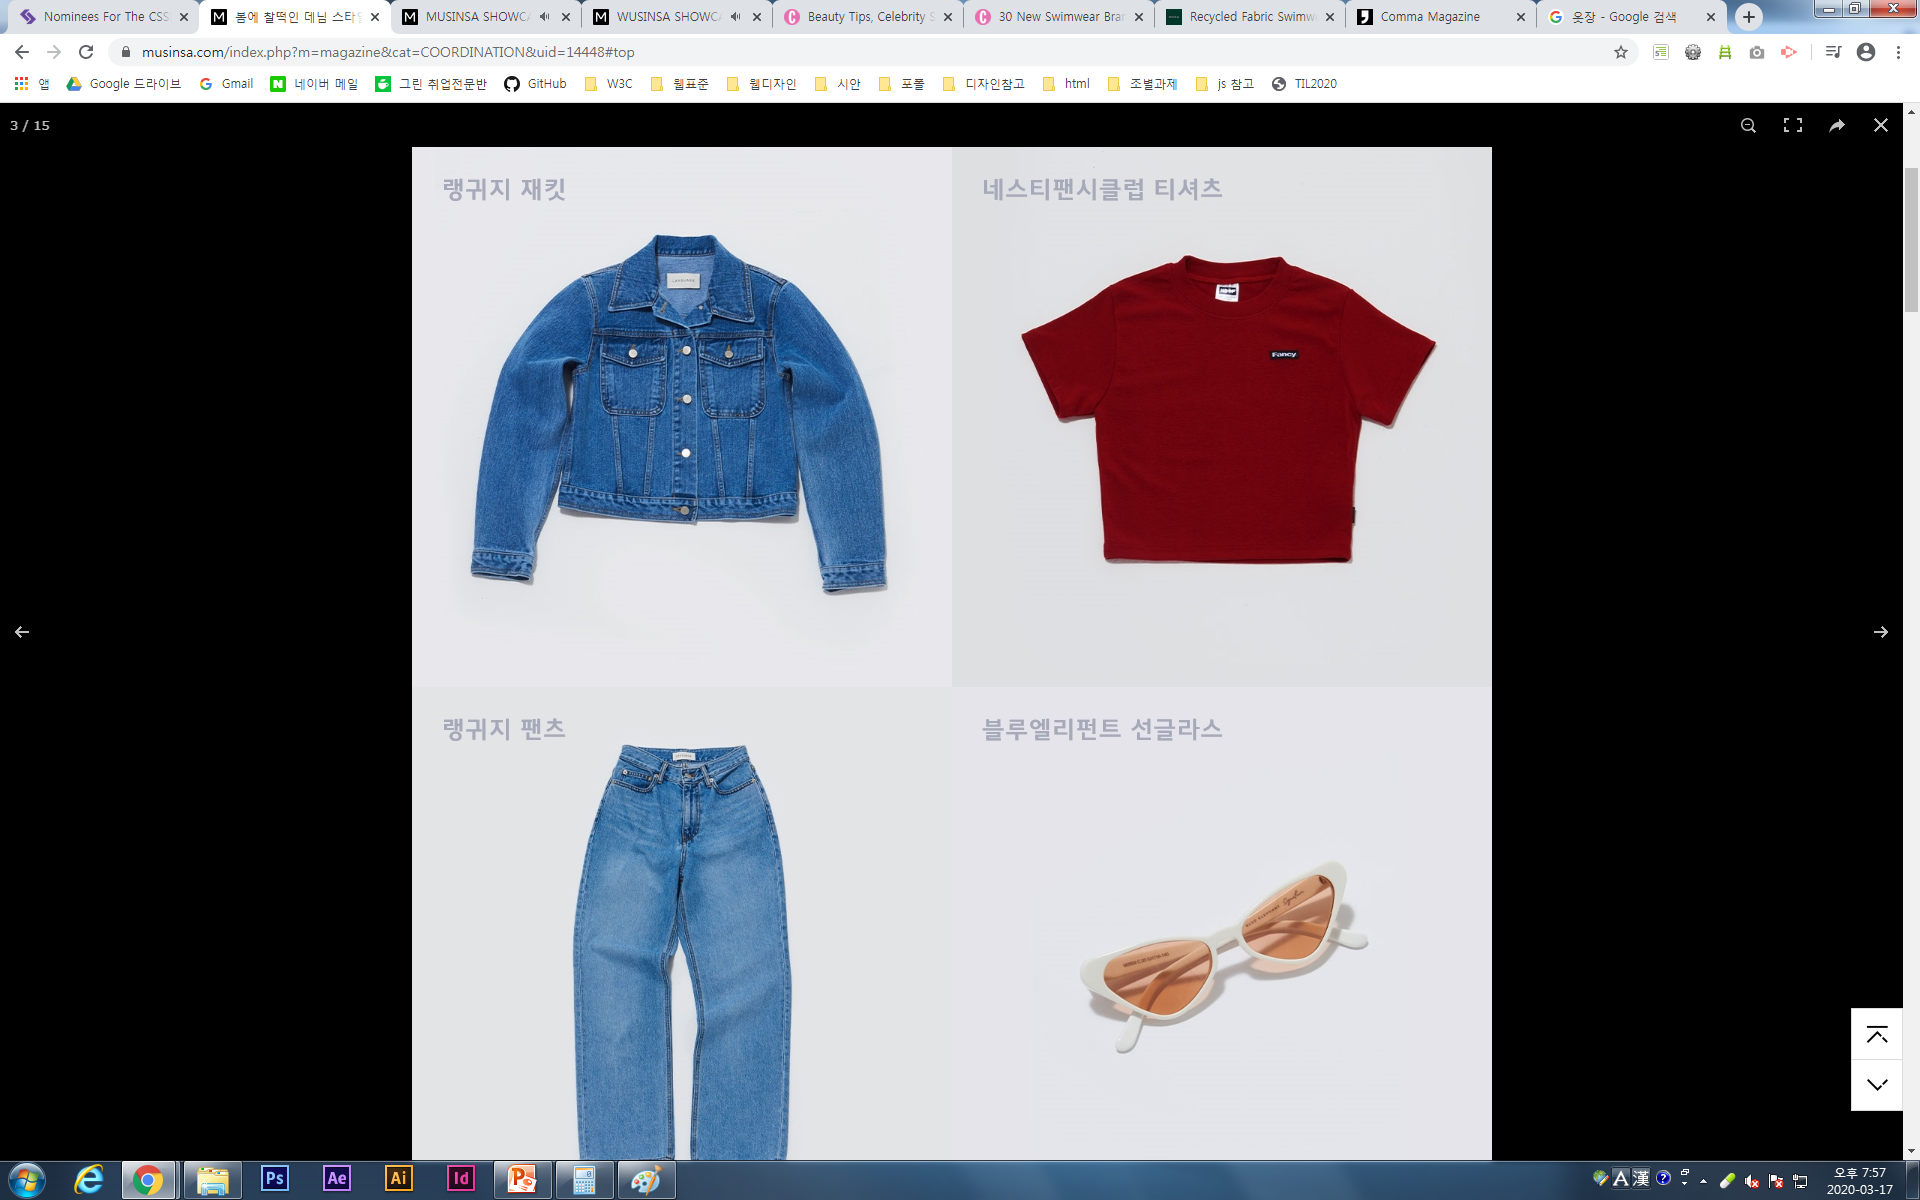 Nominees For The CSS
봄에 찰떡인 데님 스타일
MUSINSA SHOWCA
WUSINSA SHOWCA
Beauty Tips, Celebrity S
30 New Swimwear Bran
Recycled Fabric Swimw
Comma Magazine
옷장 - Google 검색
musinsa.com/index.php?m=magazine&cat=COORDINATION&uid=14448#top
앱
Google 드라이브
Gmail
네이버 메일
그린 취업전문반
GitHub
W3C
웹표준
웹디자인
시안
포폴
디자인참고
html
조별과제
js 참고
TIL2020
3 / 15
랭귀지 재킷
네스티팬시클럽 티셔츠
Fancy
랭귀지 팬츠
블루엘리펀트 선글라스
Ps
Ae
Ai
Id
A 漢
오후 7:57
2020-03-17